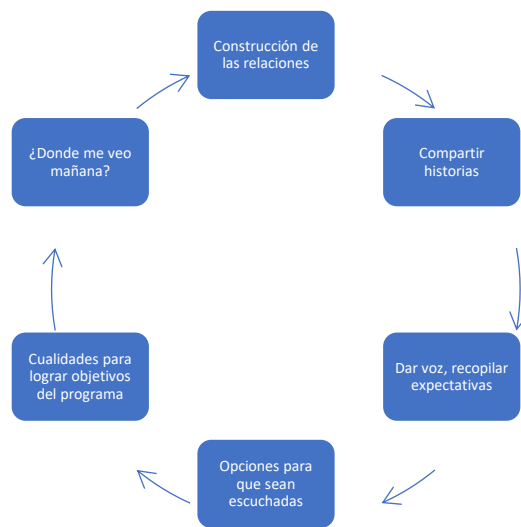 Construcción de
las relaciones
Compartir
historias
Dar voz, recopilar
expectativas
Opciones para
que sean
escuchadas
Cualidades para
lograr objetivos
del programa
¿Donde me veo
mañana?